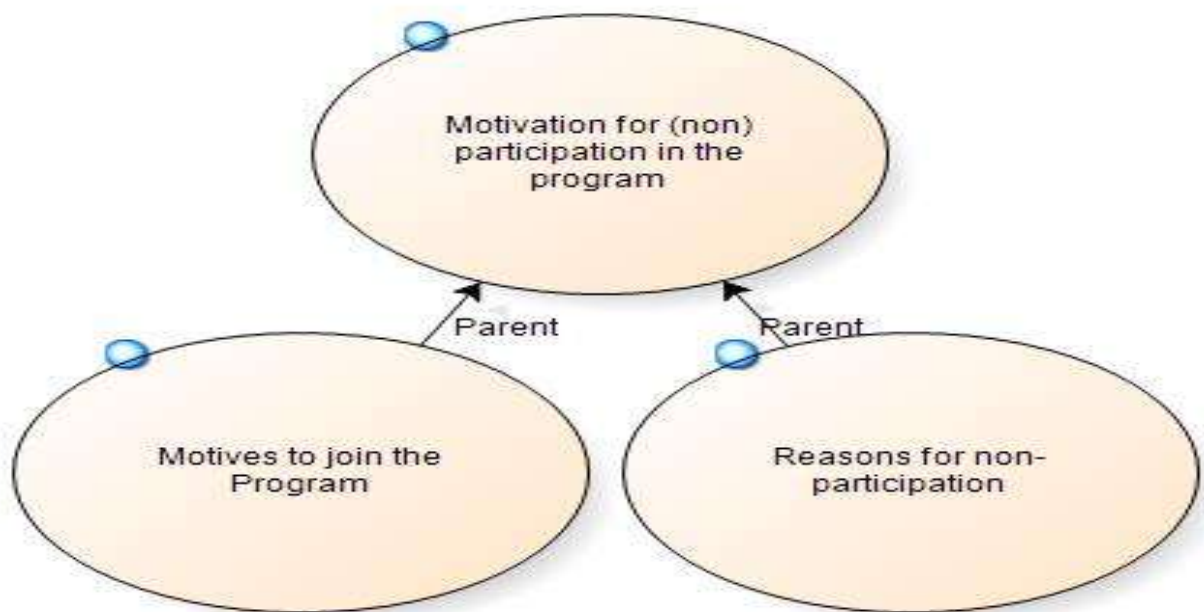 Motivation for (non)
participation in the
program
Parent
Parent
Motives to join the
Program
Reasons for non-
participation